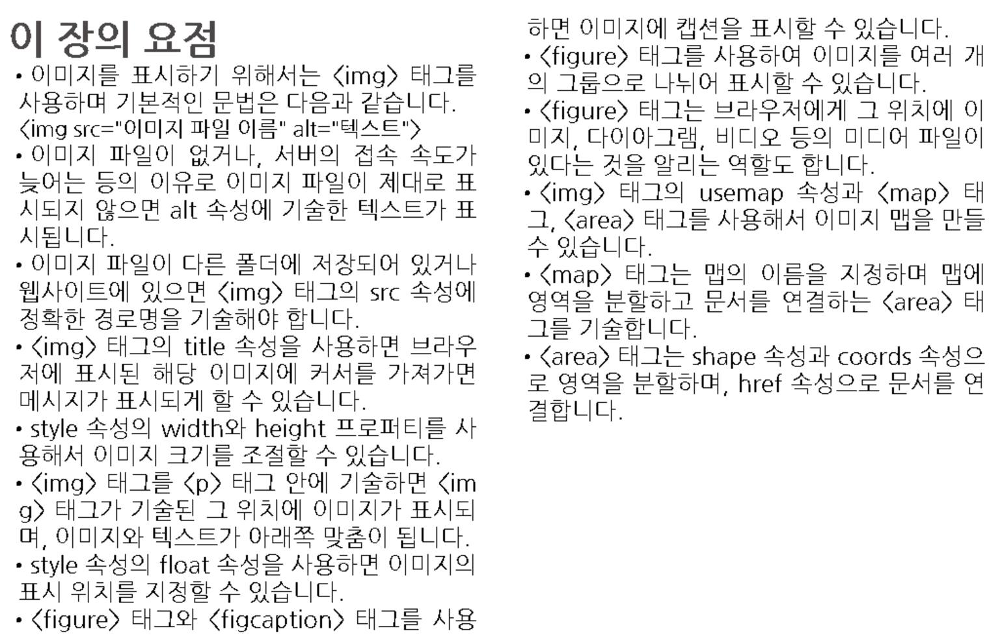 이 장의 요점
• 이미지를 표시하기 위해서는 〈img〉 태그를
사용하며 기본적인 문법은 다음과 같습니다.
〈img src="이미지 파일 이름" alt="텍스트"〉
• 이미지 파일이 없거나, 서버의 접속 속도가
늦어는 등의 이유로 이미지 파일이 제대로 표
시되지 않으면 alt 속성에 기술한 텍스트가 표
시됩니다.
• 이미지 파일이 다른 폴더에 저장되어 있거나
웹사이트에 있으면 〈img〉 태그의 src 속성에
정확한 경로명을 기술해야 합니다.
• 〈img〉 태그의 title 속성을 사용하면 브라우
저에 표시된 해당 이미지에 커서를 가져가면
메시지가 표시되게 할 수 있습니다.
• style 속성의 width와 height 프로퍼티를 사
용해서 이미지 크기를 조절할 수 있습니다.
• 〈img〉 태그를 〈p〉 태그 안에 기술하면 〈im
g〉 태그가 기술된 그 위치에 이미지가 표시되
며, 이미지와 텍스트가 아래쪽 맞춤이 됩니다.
• style 속성의 float 속성을 사용하면 이미지의
표시 위치를 지정할 수 있습니다.
• 〈figure〉 태그와 〈figcaption〉 태그를 사용
하면 이미지에 캡션을 표시할 수 있습니다.
• 〈figure〉 태그를 사용하여 이미지를 여러 개
의 그룹으로 나뉘어 표시할 수 있습니다.
• 〈figure〉 태그는 브라우저에게 그 위치에 이
미지, 다이아그램, 비디오 등의 미디어 파일이
있다는 것을 알리는 역할도 합니다.
• 〈img〉 태그의 usemap 속성과 〈map〉 태
그, 〈area〉 태그를 사용해서 이미지 맵을 만들
수 있습니다.
• 〈map〉 태그는 맵의 이름을 지정하며 맵에
영역을 분할하고 문서를 연결하는 〈area〉 태
그를 기술합니다.
• 〈area〉 태그는 shape 속성과 coords 속성으
로 영역을 분할하며, href 속성으로 문서를 연
결합니다.